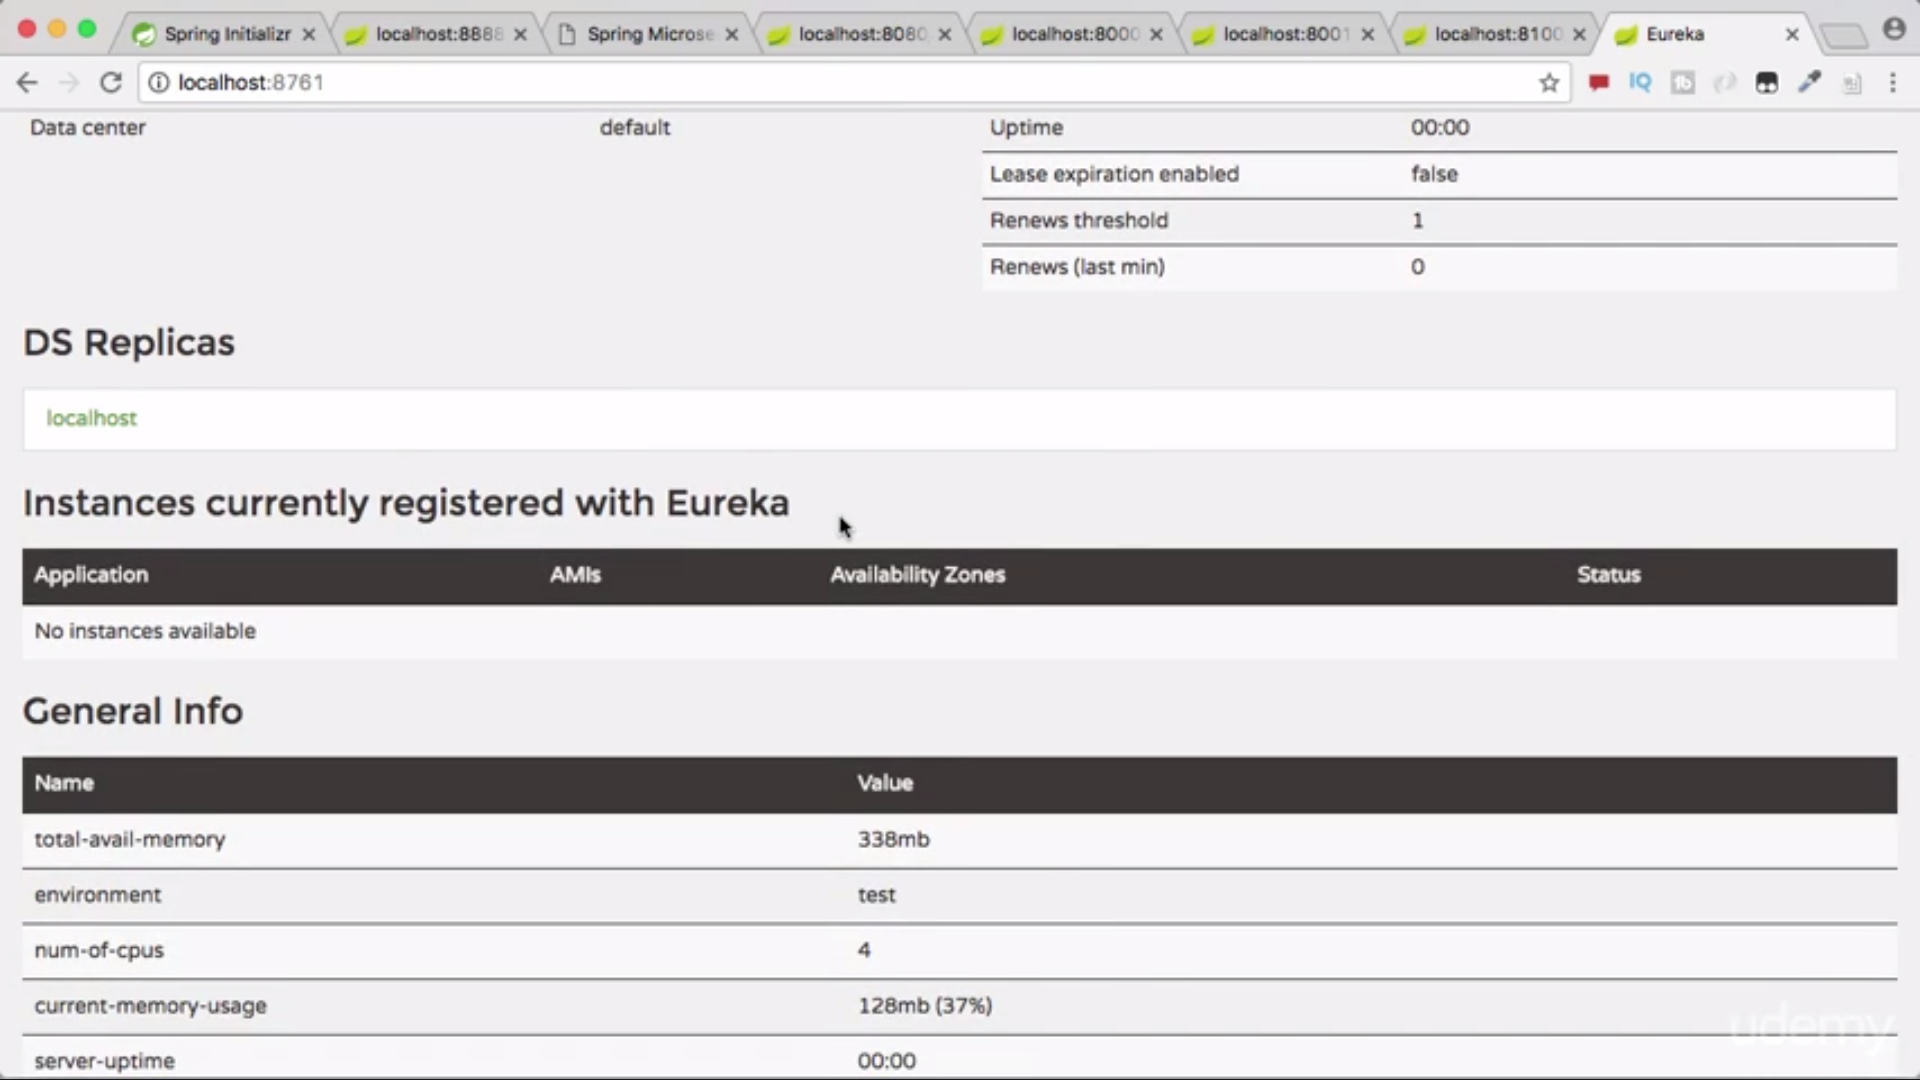 Spring Initializr
localhost:8888
Spring Microse
localhost:8080
localhost:8000
localhost:8001
localhost:8100
Eureka
localhost:8761
IQ
Data center default Uptime 00:00
Lease expiration enabled false
Renews threshold 1
Renews (last min) 0
DS Replicas
localhost
Instances currently registered with Eureka
Application AMIs Availability Zones Status
No instances available
General Info
Name Value
total-avail-memory 338mb
environment test
num-of-cpus 4
current-memory-usage 128mb (37%)
server-uptime 00:00
udemy